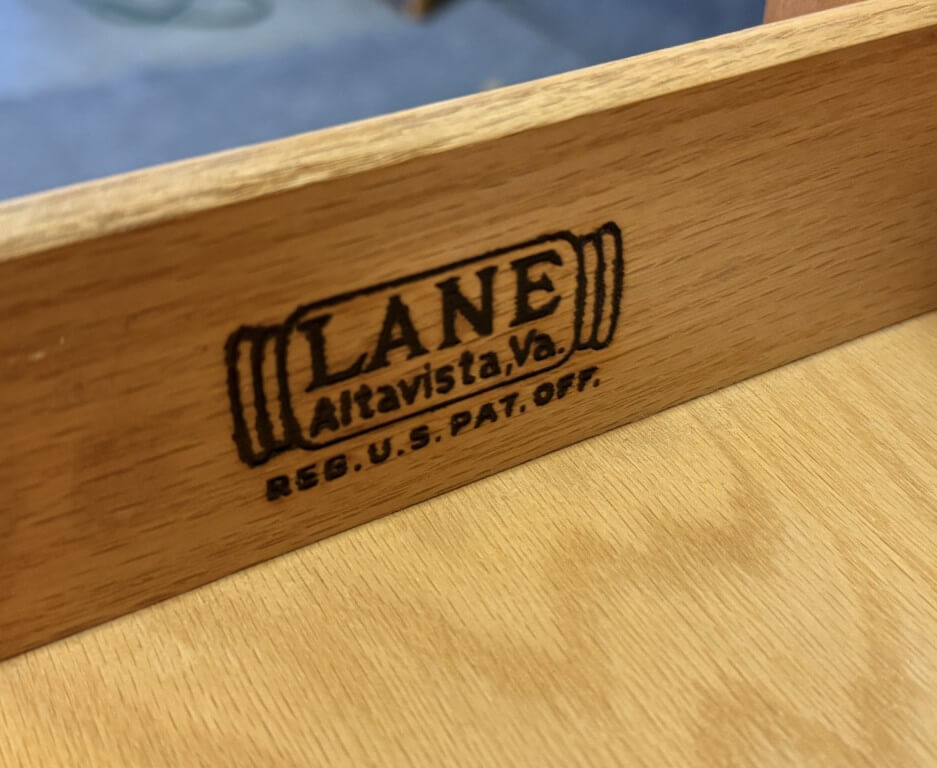 LANE
Altavista, Va.
REG. U.S. PAT. OFF.